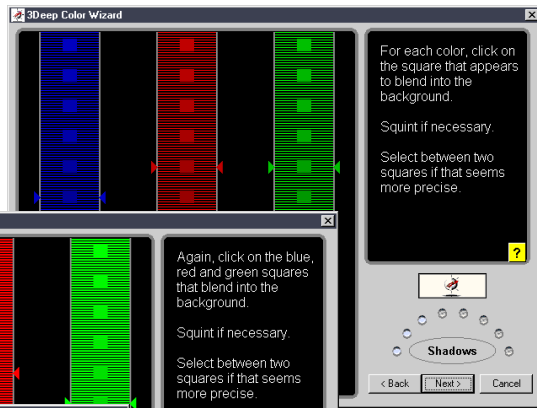 3Deep Color Wizard
For each color, click on
the square that appears
to blend into the
background.
Squint if necessary.
Select between two
squares if that seems
more precise.
?
Shadows
< Back
Next >
Cancel
Again, click on the blue,
red and green squares
that blend into the
background.
Squint if necessary.
Select between two
squares if that seems
more precise.